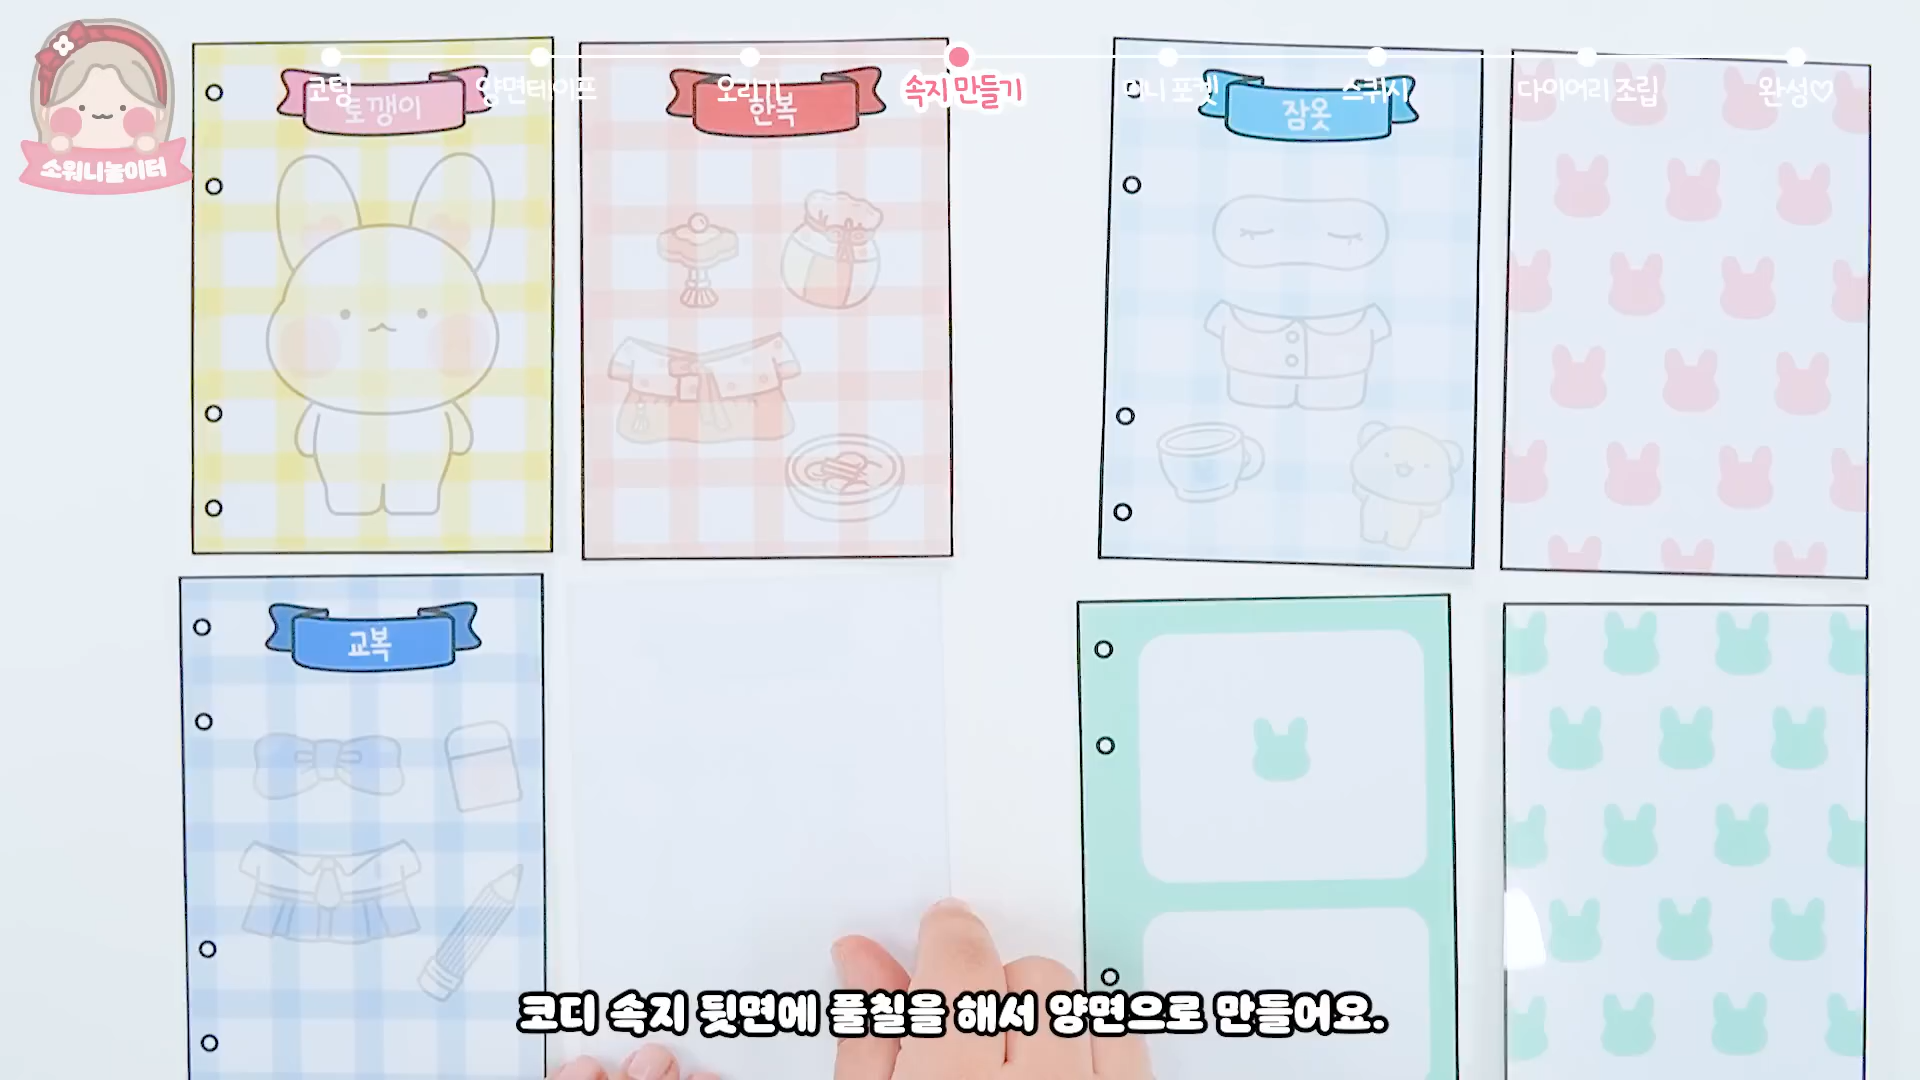 코팅
양면테이프
오리기
속지 만들기
미니 포켓
스퀴시
다이어리 조립
완성♡
소워니놀이터
토깽이
한복
잠옷
교복
코디 속지 뒷면에 풀칠을 해서 양면으로 만들어요.